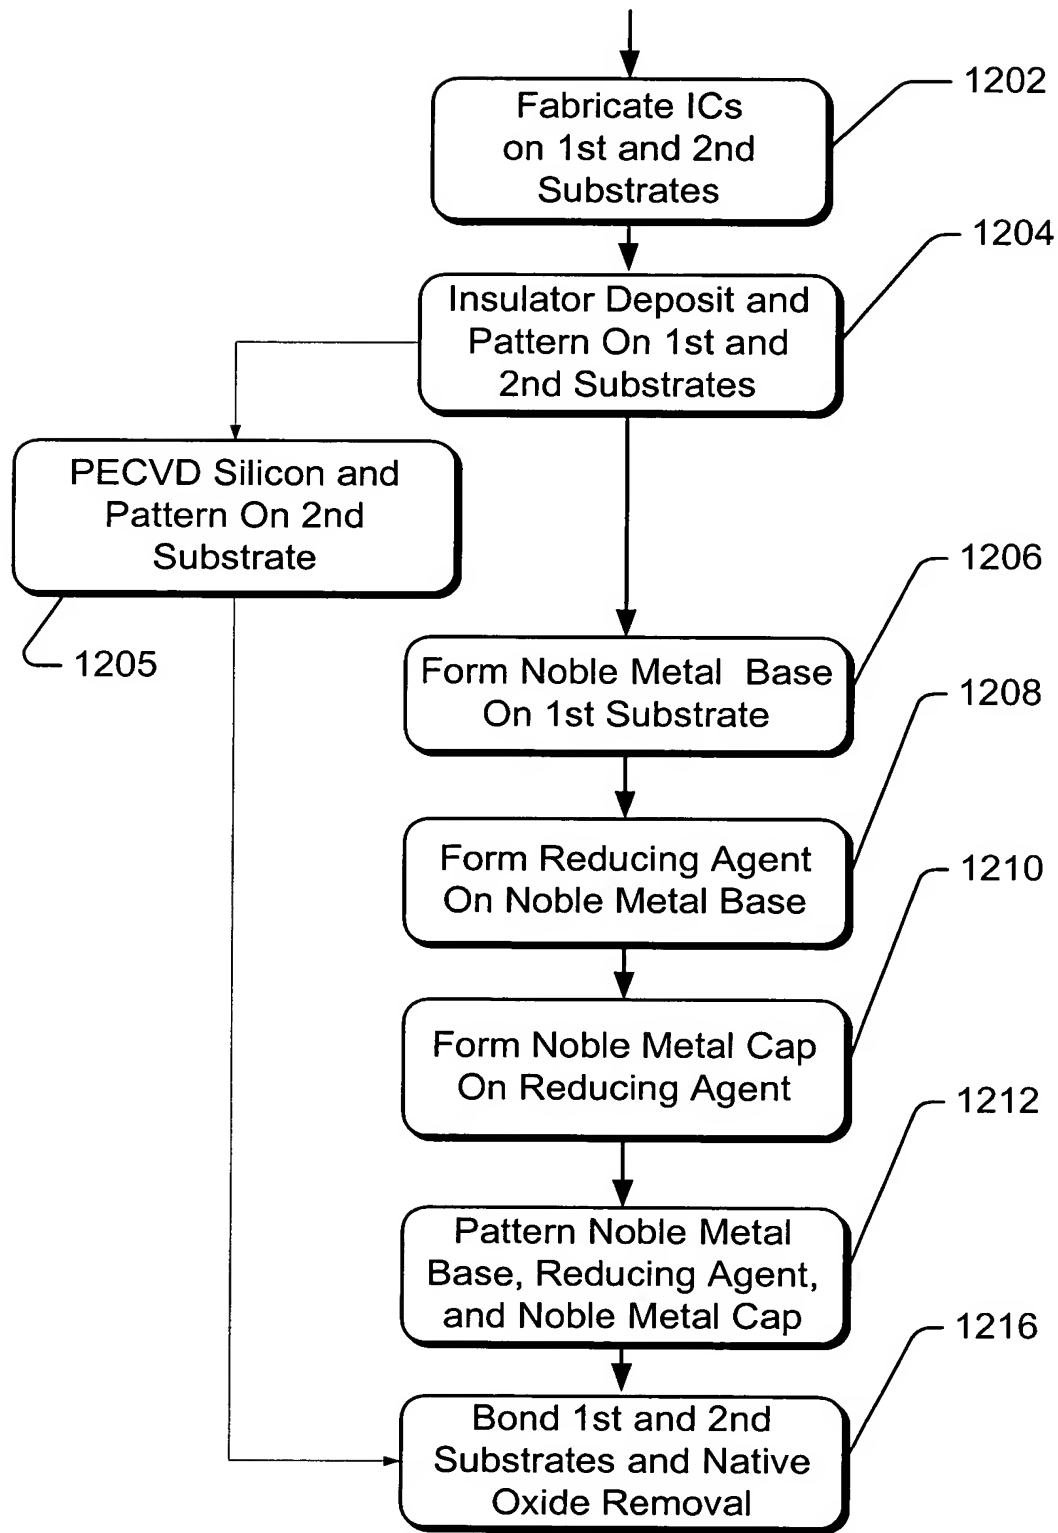 Fabricate ICs
on 1st and 2nd
Substrates
1202
Insulator Deposit and
Pattern On 1st and
2nd Substrates
1204
PECVD Silicon and
Pattern On 2nd
Substrate
1205
Form Noble Metal Base
On 1st Substrate
1206
Form Reducing Agent
On Noble Metal Base
1208
Form Noble Metal Cap
On Reducing Agent
1210
Pattern Noble Metal
Base, Reducing Agent,
and Noble Metal Cap
1212
Bond 1st and 2nd
Substrates and Native
Oxide Removal
1216